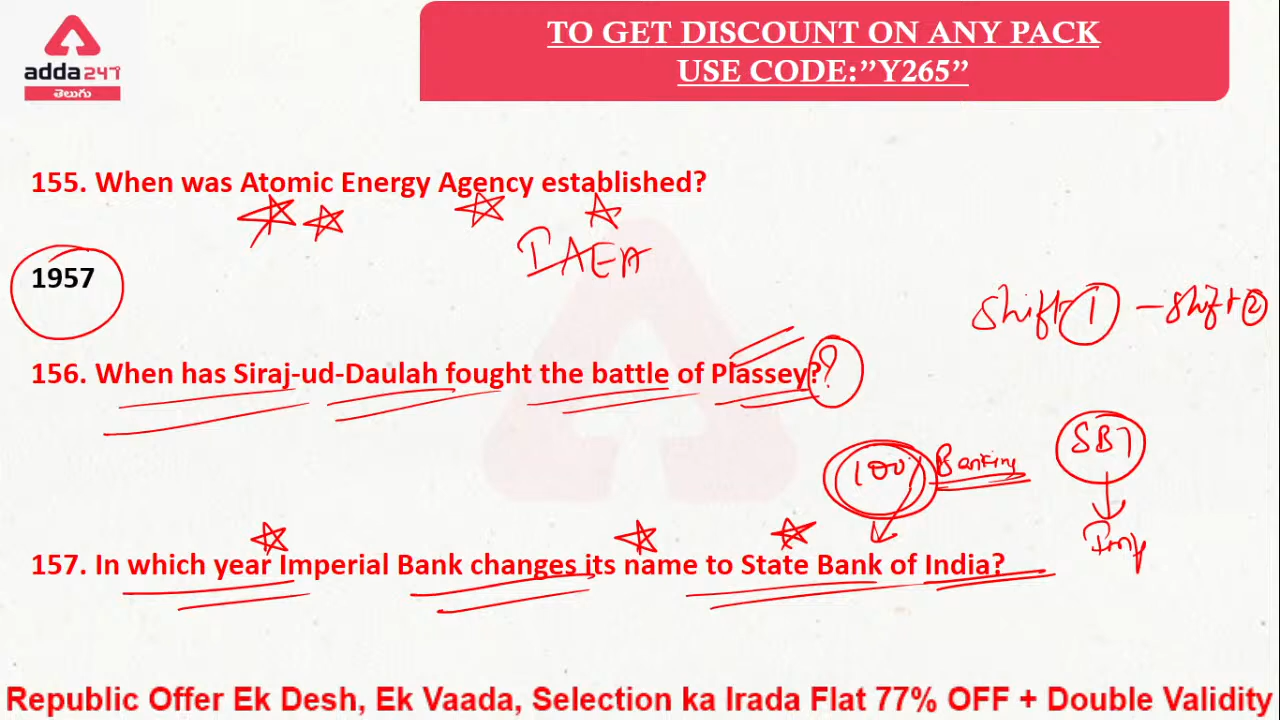 adda247
తెలుగు
TO GET DISCOUNT ON ANY PACK
USE CODE:”Y265”
155. When was Atomic Energy Agency established?
IAEA
1957
Shift 1 – Shift 2
156. When has Siraj-ud-Daulah fought the battle of Plassey?
SBI
100% Banking
157. In which year Imperial Bank changes its name to State Bank of India?
Republic Offer Ek Desh, Ek Vaada, Selection ka Irada Flat 77% OFF + Double Validity